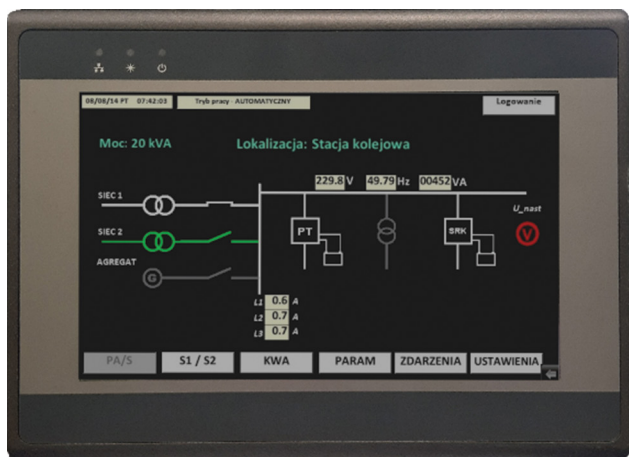 08/08/14 PT 07:42:03 Tryb pracy - AUTOMATYCZNY Logowanie
Moc: 20 kVA Lokalizacja: Stacja kolejowa
229.8 V 49.79 Hz 00452 VA
SIEC 1
U_nast
SIEC 2 PT SRK V
AGREGAT
G
L1 0.6 A
L2 0.7 A
L3 0.7 A
PA/S S1 / S2 KWA PARAM ZDARZENIA USTAWIENIA